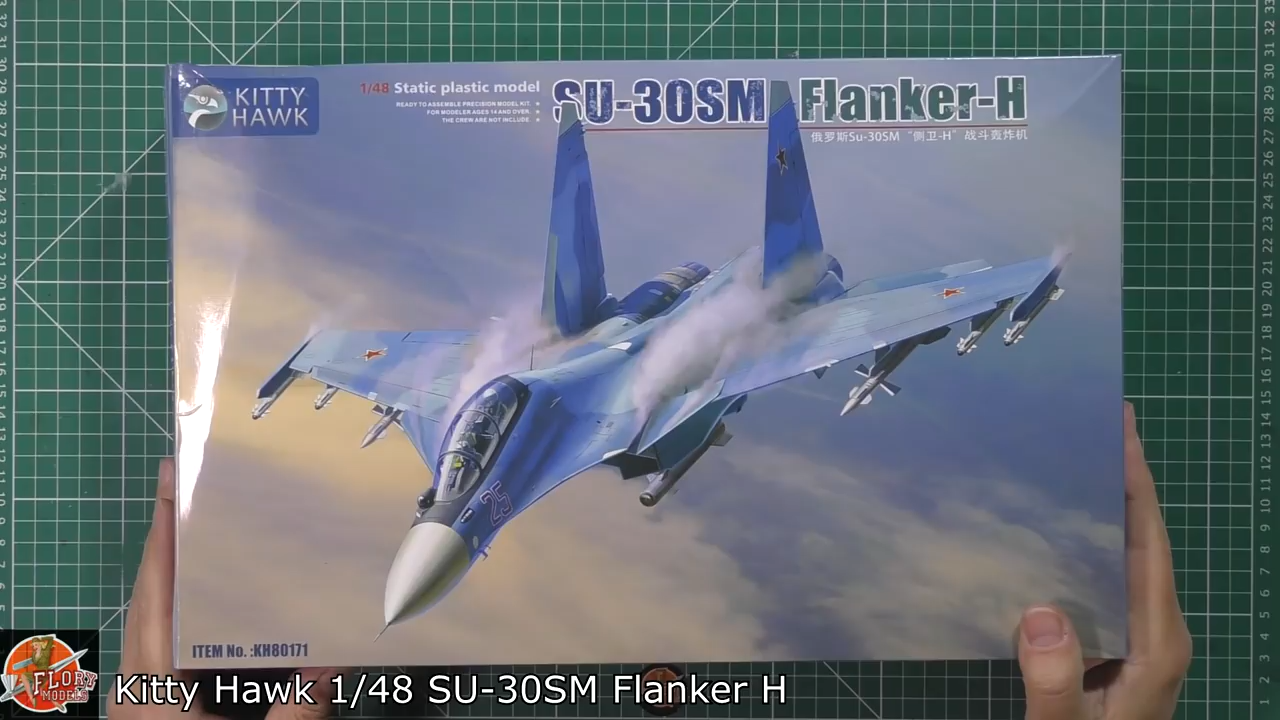 KITTY
HAWK
1/48 Static plastic model
READY TO ASSEMBLE PRECISION MODEL KIT.
FOR MODELER AGES 14 AND OVER.
THE CREW ARE NOT INCLUDE.
SU-30SM Flanker-H
俄罗斯Su-30SM “侧卫-H” 战斗轰炸机
25
ITEM No. :KH80171
FLORY
MODELS
Kitty Hawk 1/48 SU-30SM Flanker H